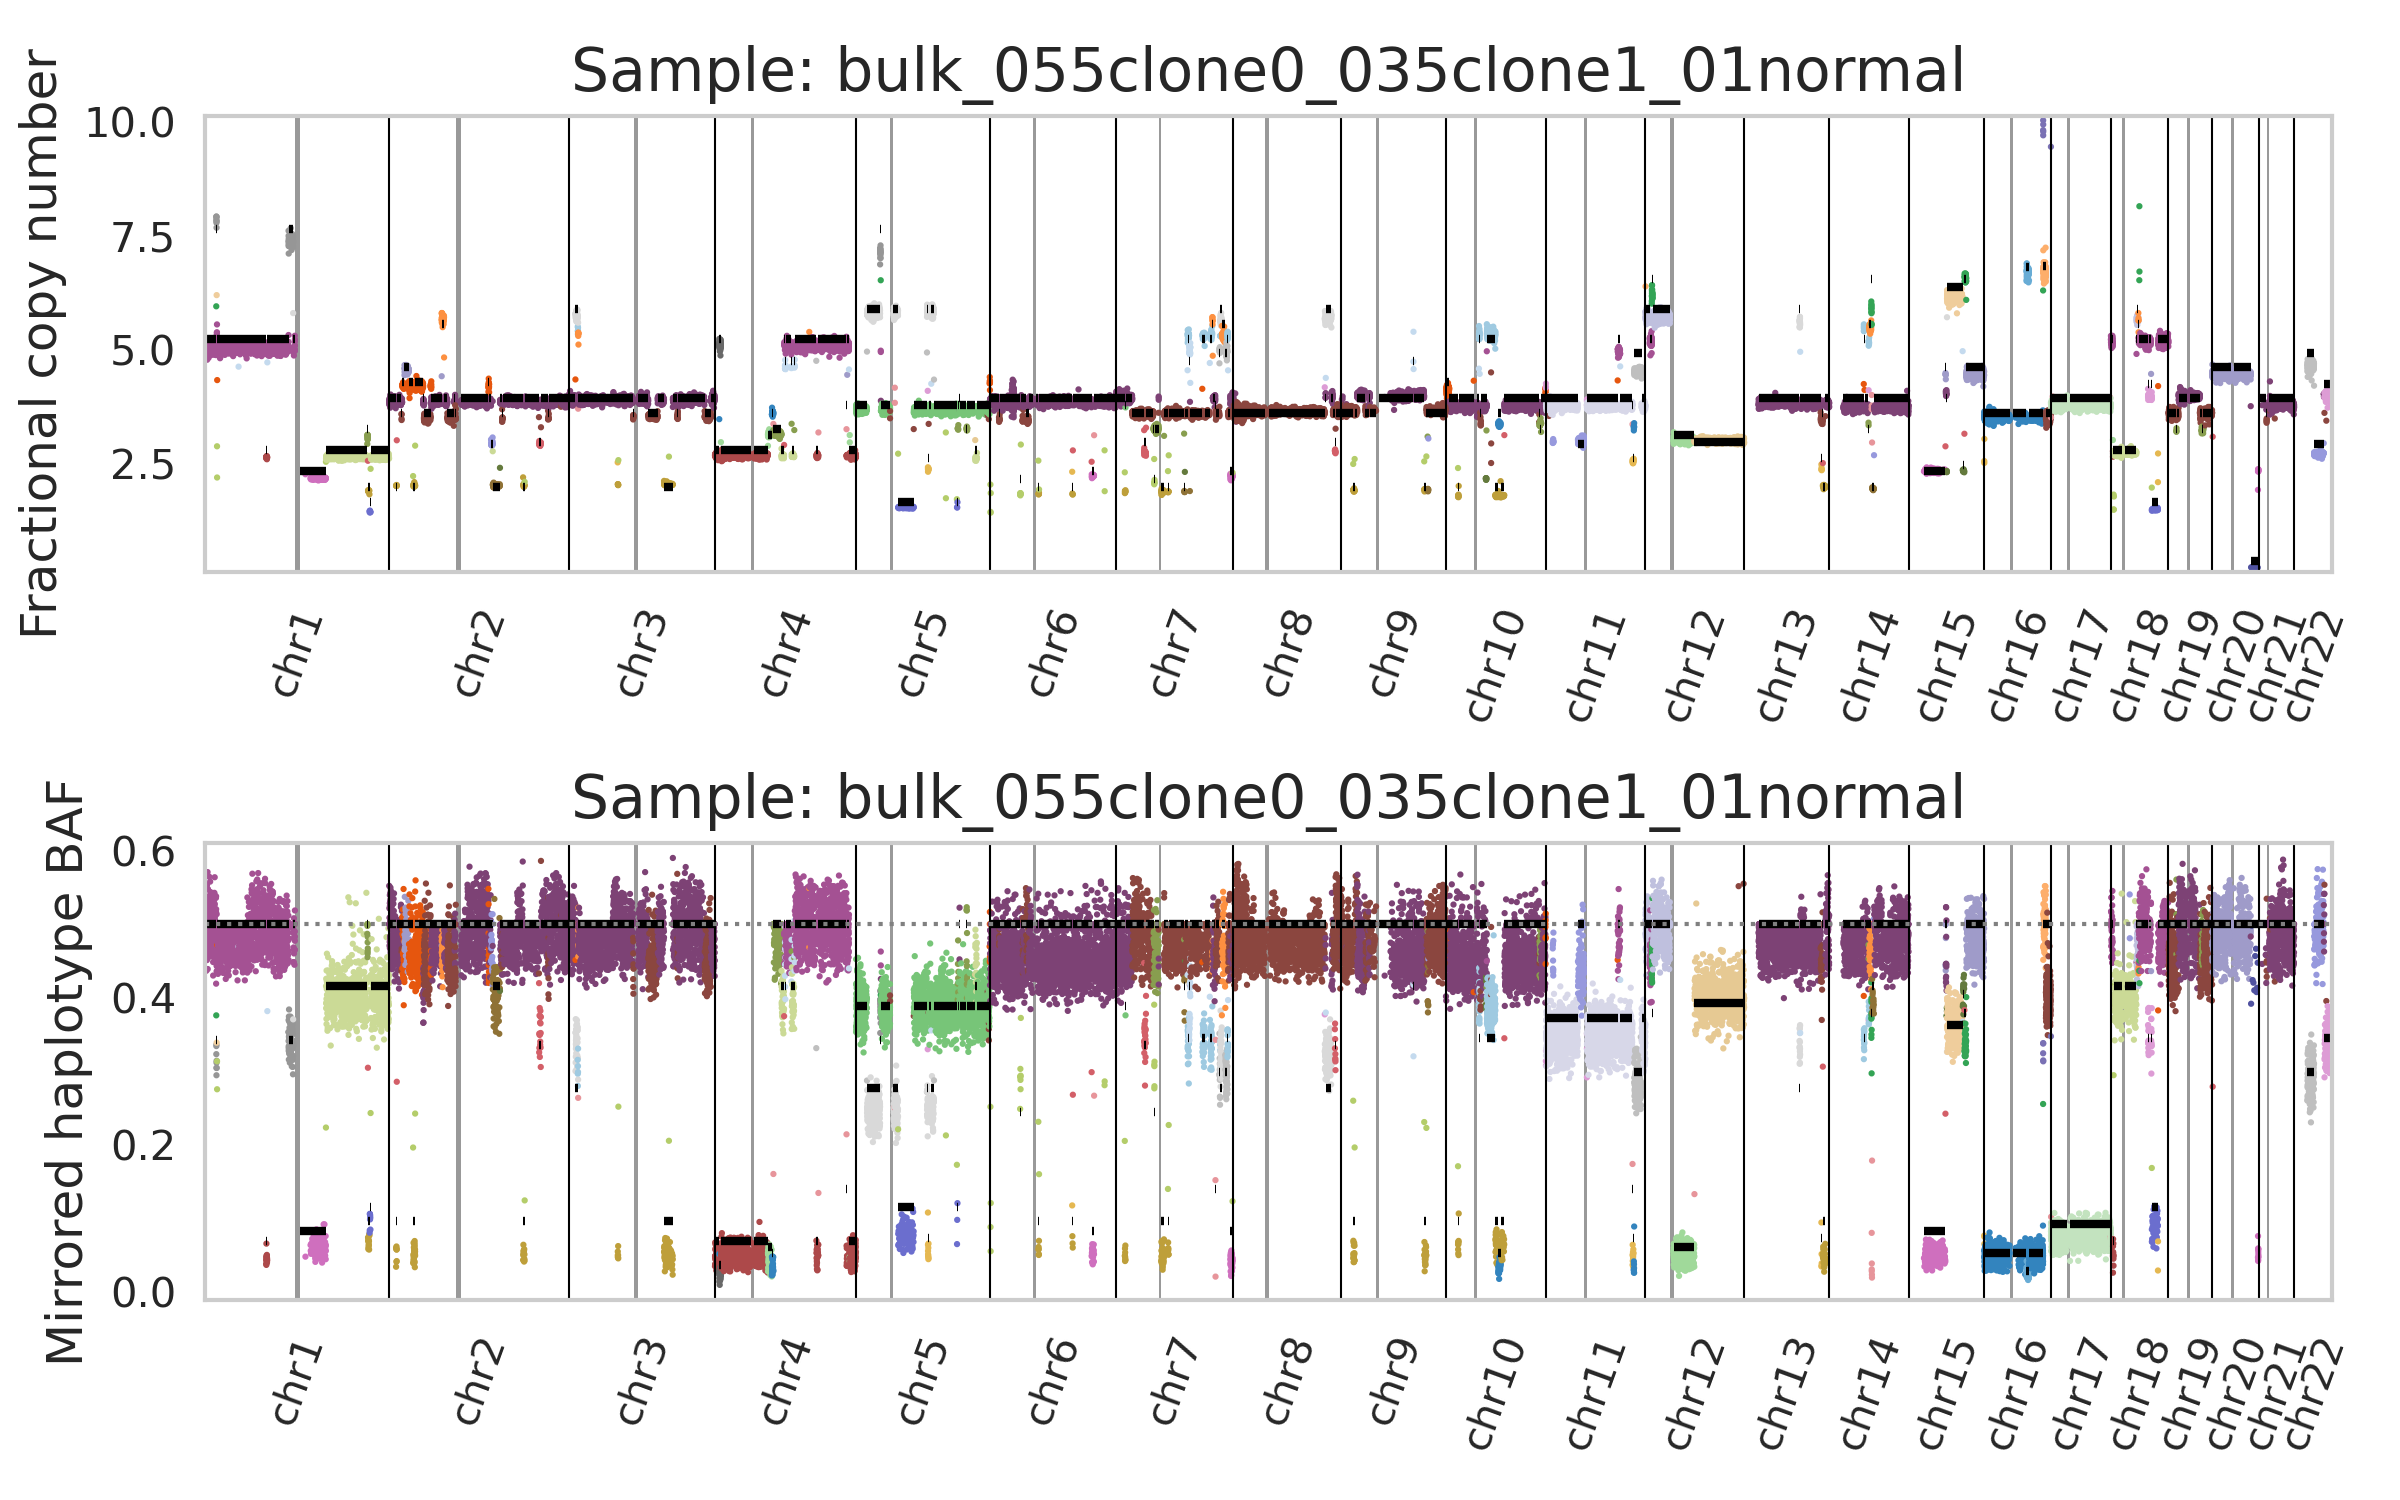 Sample: bulk_055clone0_035clone1_01normal
Fractional copy number
10.0
7.5
5.0
2.5
chr1 chr2 chr3 chr4 chr5 chr6 chr7 chr8 chr9 chr10 chr11 chr12 chr13 chr14 chr15 chr16 chr17 chr18 chr19 chr20 chr21 chr22
Sample: bulk_055clone0_035clone1_01normal
Mirrored haplotype BAF
0.6
0.4
0.2
0.0
chr1 chr2 chr3 chr4 chr5 chr6 chr7 chr8 chr9 chr10 chr11 chr12 chr13 chr14 chr15 chr16 chr17 chr18 chr19 chr20 chr21 chr22